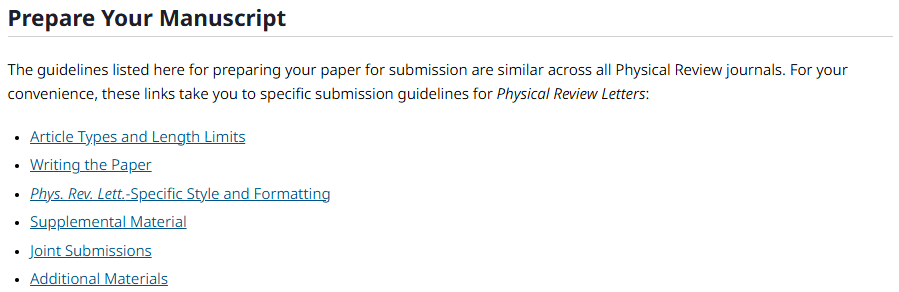 Prepare Your Manuscript
The guidelines listed here for preparing your paper for submission are similar across all Physical Review journals. For your
convenience, these links take you to specific submission guidelines for Physical Review Letters:
• Article Types and Length Limits
• Writing the Paper
• Phys. Rev. Lett.-Specific Style and Formatting
• Supplemental Material
• Joint Submissions
• Additional Materials